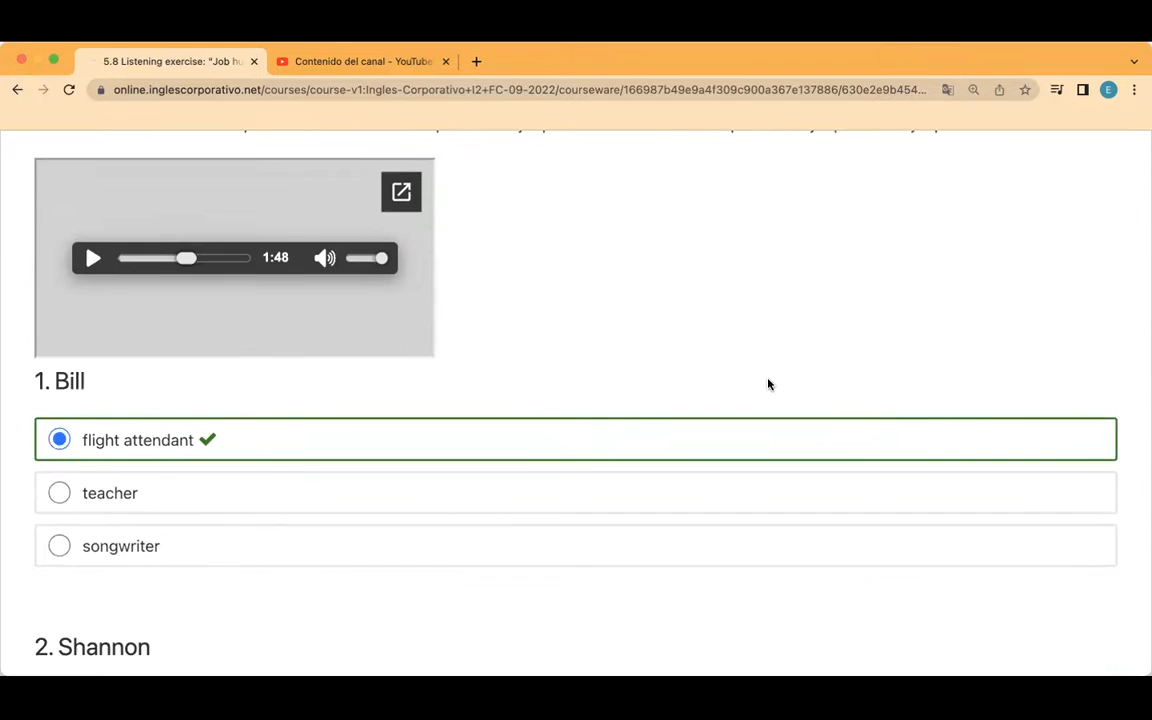 5.8 Listening exercise: "Job hu
Contenido del canal - YouTube
online.inglescorporativo.net/courses/course-v1:Ingles-Corporativo+I2+FC-09-2022/courseware/166987b49e9a4f309c900a367e137886/630e2e9b454...
E
1:48
1. Bill
flight attendant
teacher
songwriter
2. Shannon